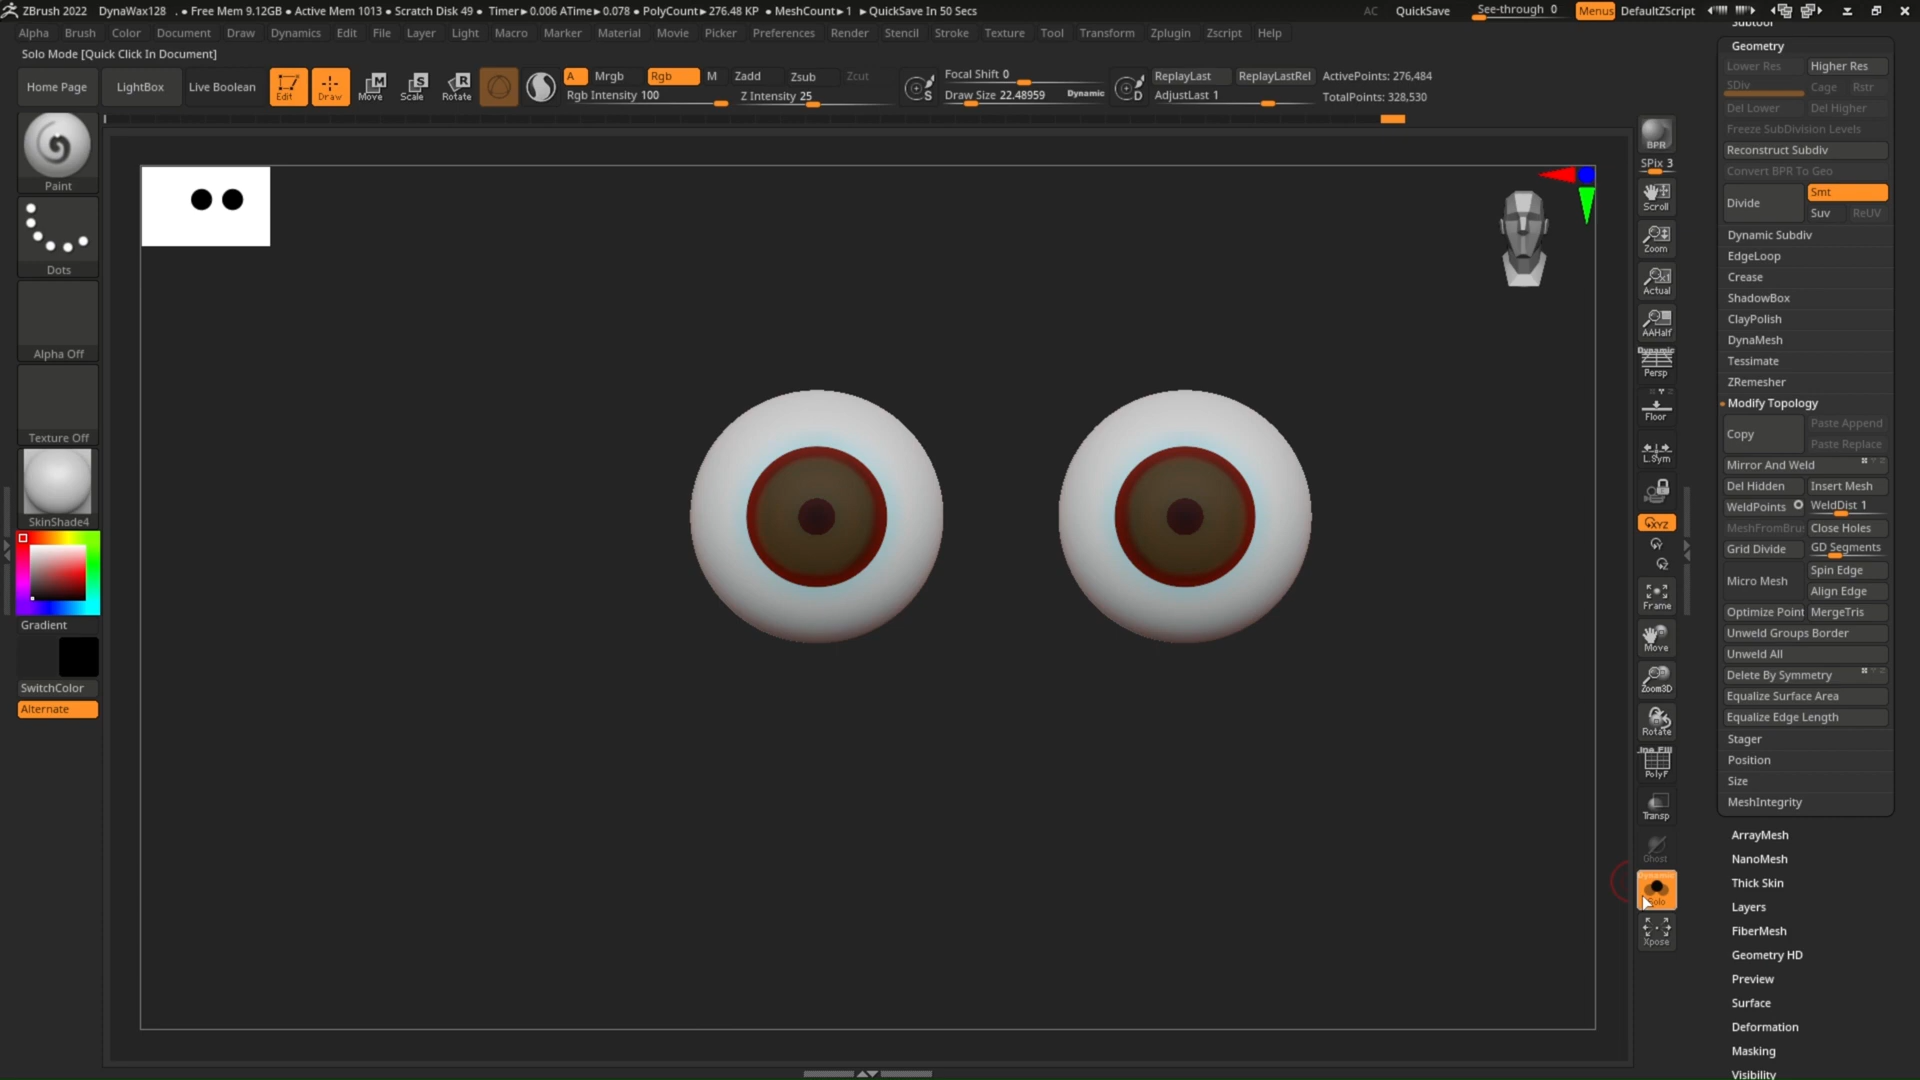 ZBrush 2022 DynaWax128 . • Free Mem 9.12GB • Active Mem 1013 • Scratch Disk 49 • Timer▸0.006 ATime▸0.078 • PolyCount▸276.48 KP • MeshCount▸1 ▸QuickSave In 50 Secs AC QuickSave See-through 0 Menus DefaultZScript
Alpha Brush Color Document Draw Dynamics Edit File Layer Light Macro Marker Material Movie Picker Preferences Render Stencil Stroke Texture Tool Transform Zplugin Zscript Help
Solo Mode [Quick Click In Document]
Home Page LightBox Live Boolean Edit Draw Move Scale Rotate
M S R
A Mrgb Rgb M Zadd Zsub Zcut
Rgb Intensity 100 Z Intensity 25
S Focal Shift 0
Draw Size 22.48959 Dynamic
D ReplayLast ReplayLastRel
AdjustLast 1
ActivePoints: 276,484
TotalPoints: 328,530
Paint
Dots
Alpha Off
Texture Off
SkinShade4
Gradient
SwitchColor
Alternate
BPR
SPix 3
Scroll
Zoom
Actual
AAHalf
Dynamic
Persp
Floor
L.Sym
XYZ
Frame
Move
Zoom3D
Rotate
Line Fill
PolyF
Transp
Ghost
Dynamic
Solo
Xpose
Subtool
Geometry
Lower Res Higher Res
SDiv Cage Rstr
Del Lower Del Higher
Freeze SubDivision Levels
Reconstruct Subdiv
Convert BPR To Geo
Divide Smt
Suv ReUV
Dynamic Subdiv
EdgeLoop
Crease
ShadowBox
ClayPolish
DynaMesh
Tessimate
ZRemesher
Modify Topology
Copy Paste Append
Paste Replace
Mirror And Weld
Del Hidden Insert Mesh
WeldPoints WeldDist 1
MeshFromBrus Close Holes
Grid Divide GD Segments
Micro Mesh Spin Edge
Align Edge
Optimize Point MergeTris
Unweld Groups Border
Unweld All
Delete By Symmetry
Equalize Surface Area
Equalize Edge Length
Stager
Position
Size
MeshIntegrity
ArrayMesh
NanoMesh
Thick Skin
Layers
FiberMesh
Geometry HD
Preview
Surface
Deformation
Masking
Visibility